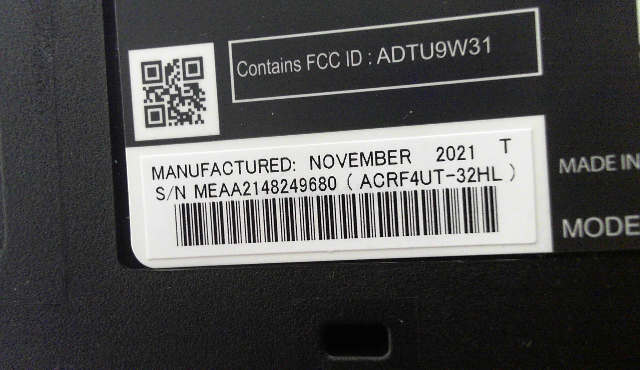 Contains FCC ID : ADTU9W31
MANUFACTURED: NOVEMBER 2021 T
S/N MEAA2148249680 ( ACRF4UT-32HL )
MADE IN
MODE